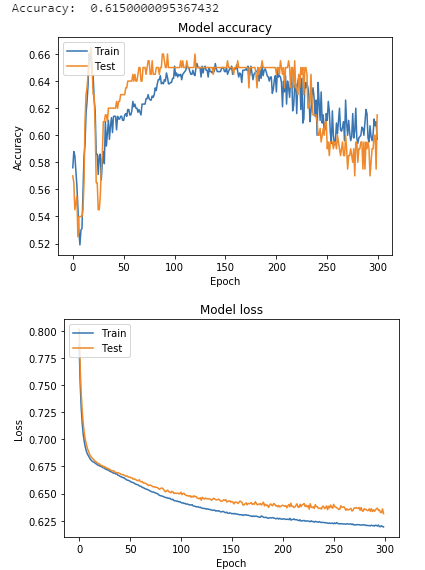 Accuracy:  0.6150000095367432
Model accuracy
0.66
0.64
0.62
0.60
0.58
0.56
0.54
0.52
Accuracy
Train
Test
0 50 100 150 200 250 300
Epoch
Model loss
0.800
0.775
0.750
0.725
0.700
0.675
0.650
0.625
Loss
Train
Test
0 50 100 150 200 250 300
Epoch